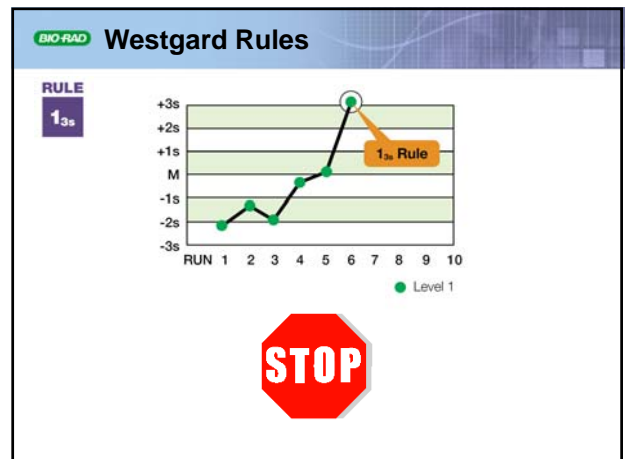 BIO-RAD Westgard Rules
RULE
1₃ₛ
+3s
+2s
+1s
M
-1s
-2s
-3s
1₃ₛ Rule
RUN 1 2 3 4 5 6 7 8 9 10
Level 1
STOP